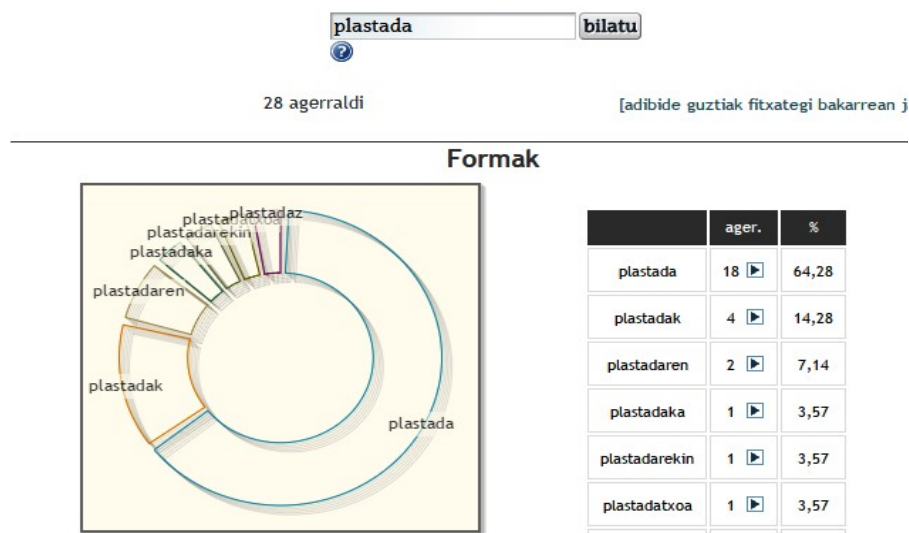 plastada bilatu
?
28 agerraldi [adibide guztiak fitxategi bakarrean
Formak
plastadaz
plastadatxoa
plastadarekin
plastadaka
plastadaren
plastadak
plastada
ager. %
plastada 18 64,28
plastadak 4 14,28
plastadaren 2 7,14
plastadaka 1 3,57
plastadarekin 1 3,57
plastadatxoa 1 3,57